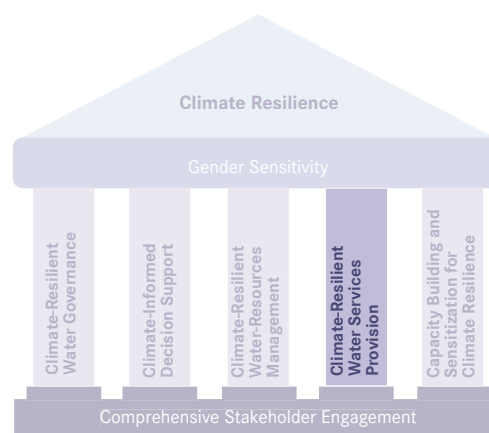 Climate Resilience
Gender Sensitivity
Climate-Resilient
Water Governance
Climate-Informed
Decision Support
Climate-Resilient
Water-Resources
Management
Climate-Resilient
Water Services
Provision
Capacity Building and
Sensitization for
Climate Resilience
Comprehensive Stakeholder Engagement